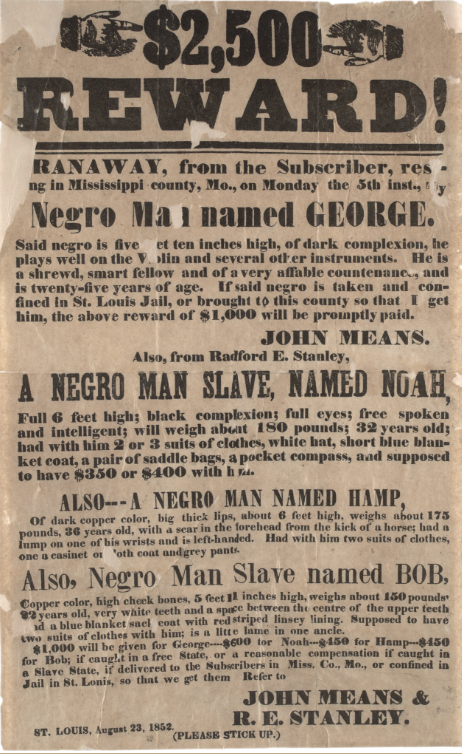 $2,500
REWARD!
RANAWAY, from the Subscriber, res-
ng in Mississippi county, Mo., on Monday the 5th inst., my
Negro Man named GEORGE.
Said negro is five feet ten inches high, of dark complexion, he
plays well on the Violin and several other instruments. He is
a shrewd, smart fellow and of a very affable countenance, and
is twenty-five years of age. If said negro is taken and con-
fined in St. Louis Jail, or brought to this county so that I get
him, the above reward of $1,000 will be promptly paid.
JOHN MEANS.
Also, from Radford E. Stanley,
A NEGRO MAN SLAVE, NAMED NOAH,
Full 6 feet high; black complexion; full eyes; free spoken
and intelligent; will weigh about 180 pounds; 32 years old;
had with him 2 or 3 suits of clothes, white hat, short blue blan-
ket coat, a pair of saddle bags, a pocket compass, and supposed
to have $350 or $400 with him.
ALSO---A NEGRO MAN NAMED HAMP,
Of dark copper color, big thick lips, about 6 feet high, weighs about 175
pounds, 36 years old, with a scar in the forehead from the kick of a horse; had a
lump on one of his wrists and is left-handed. Had with him two suits of clothes,
one a casinet or cloth coat and grey pants.
Also, Negro Man Slave named BOB,
Copper color, high cheek bones, 5 feet 11 inches high, weighs about 150 pounds,
22 years old, very white teeth and a space between the centre of the upper teeth
ad a blue blanket sack coat with red striped linsey lining. Supposed to have
two suits of clothes with him; is a little lame in one ancle.
$1,000 will be given for George---$600 for Noah---$450 for Hamp---$450
for Bob; if caught in a free State, or a reasonable compensation if caught in
a Slave State, if delivered to the Subscribers in Miss. Co., Mo., or confined in
Jail in St. Louis, so that we get them Refer to
JOHN MEANS &
R. E. STANLEY.
ST. LOUIS, August 23, 1852.
(PLEASE STICK UP.)